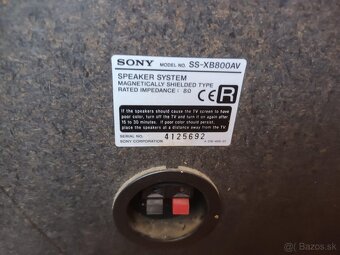 SONY MODEL NO. SS-XB800AV
SPEAKER SYSTEM
MAGNETICALLY SHIELDED TYPE
RATED IMPEDANCE : 8Ω
CE R
If the speakers should cause the TV screen to have
poor color, turn off the TV and turn it on again after
15 to 30 minutes. If poor color should persist,
place the speakers at a distance away from the TV.
SERIAL NO. 4125692
SONY CORPORATION
bazos.sk